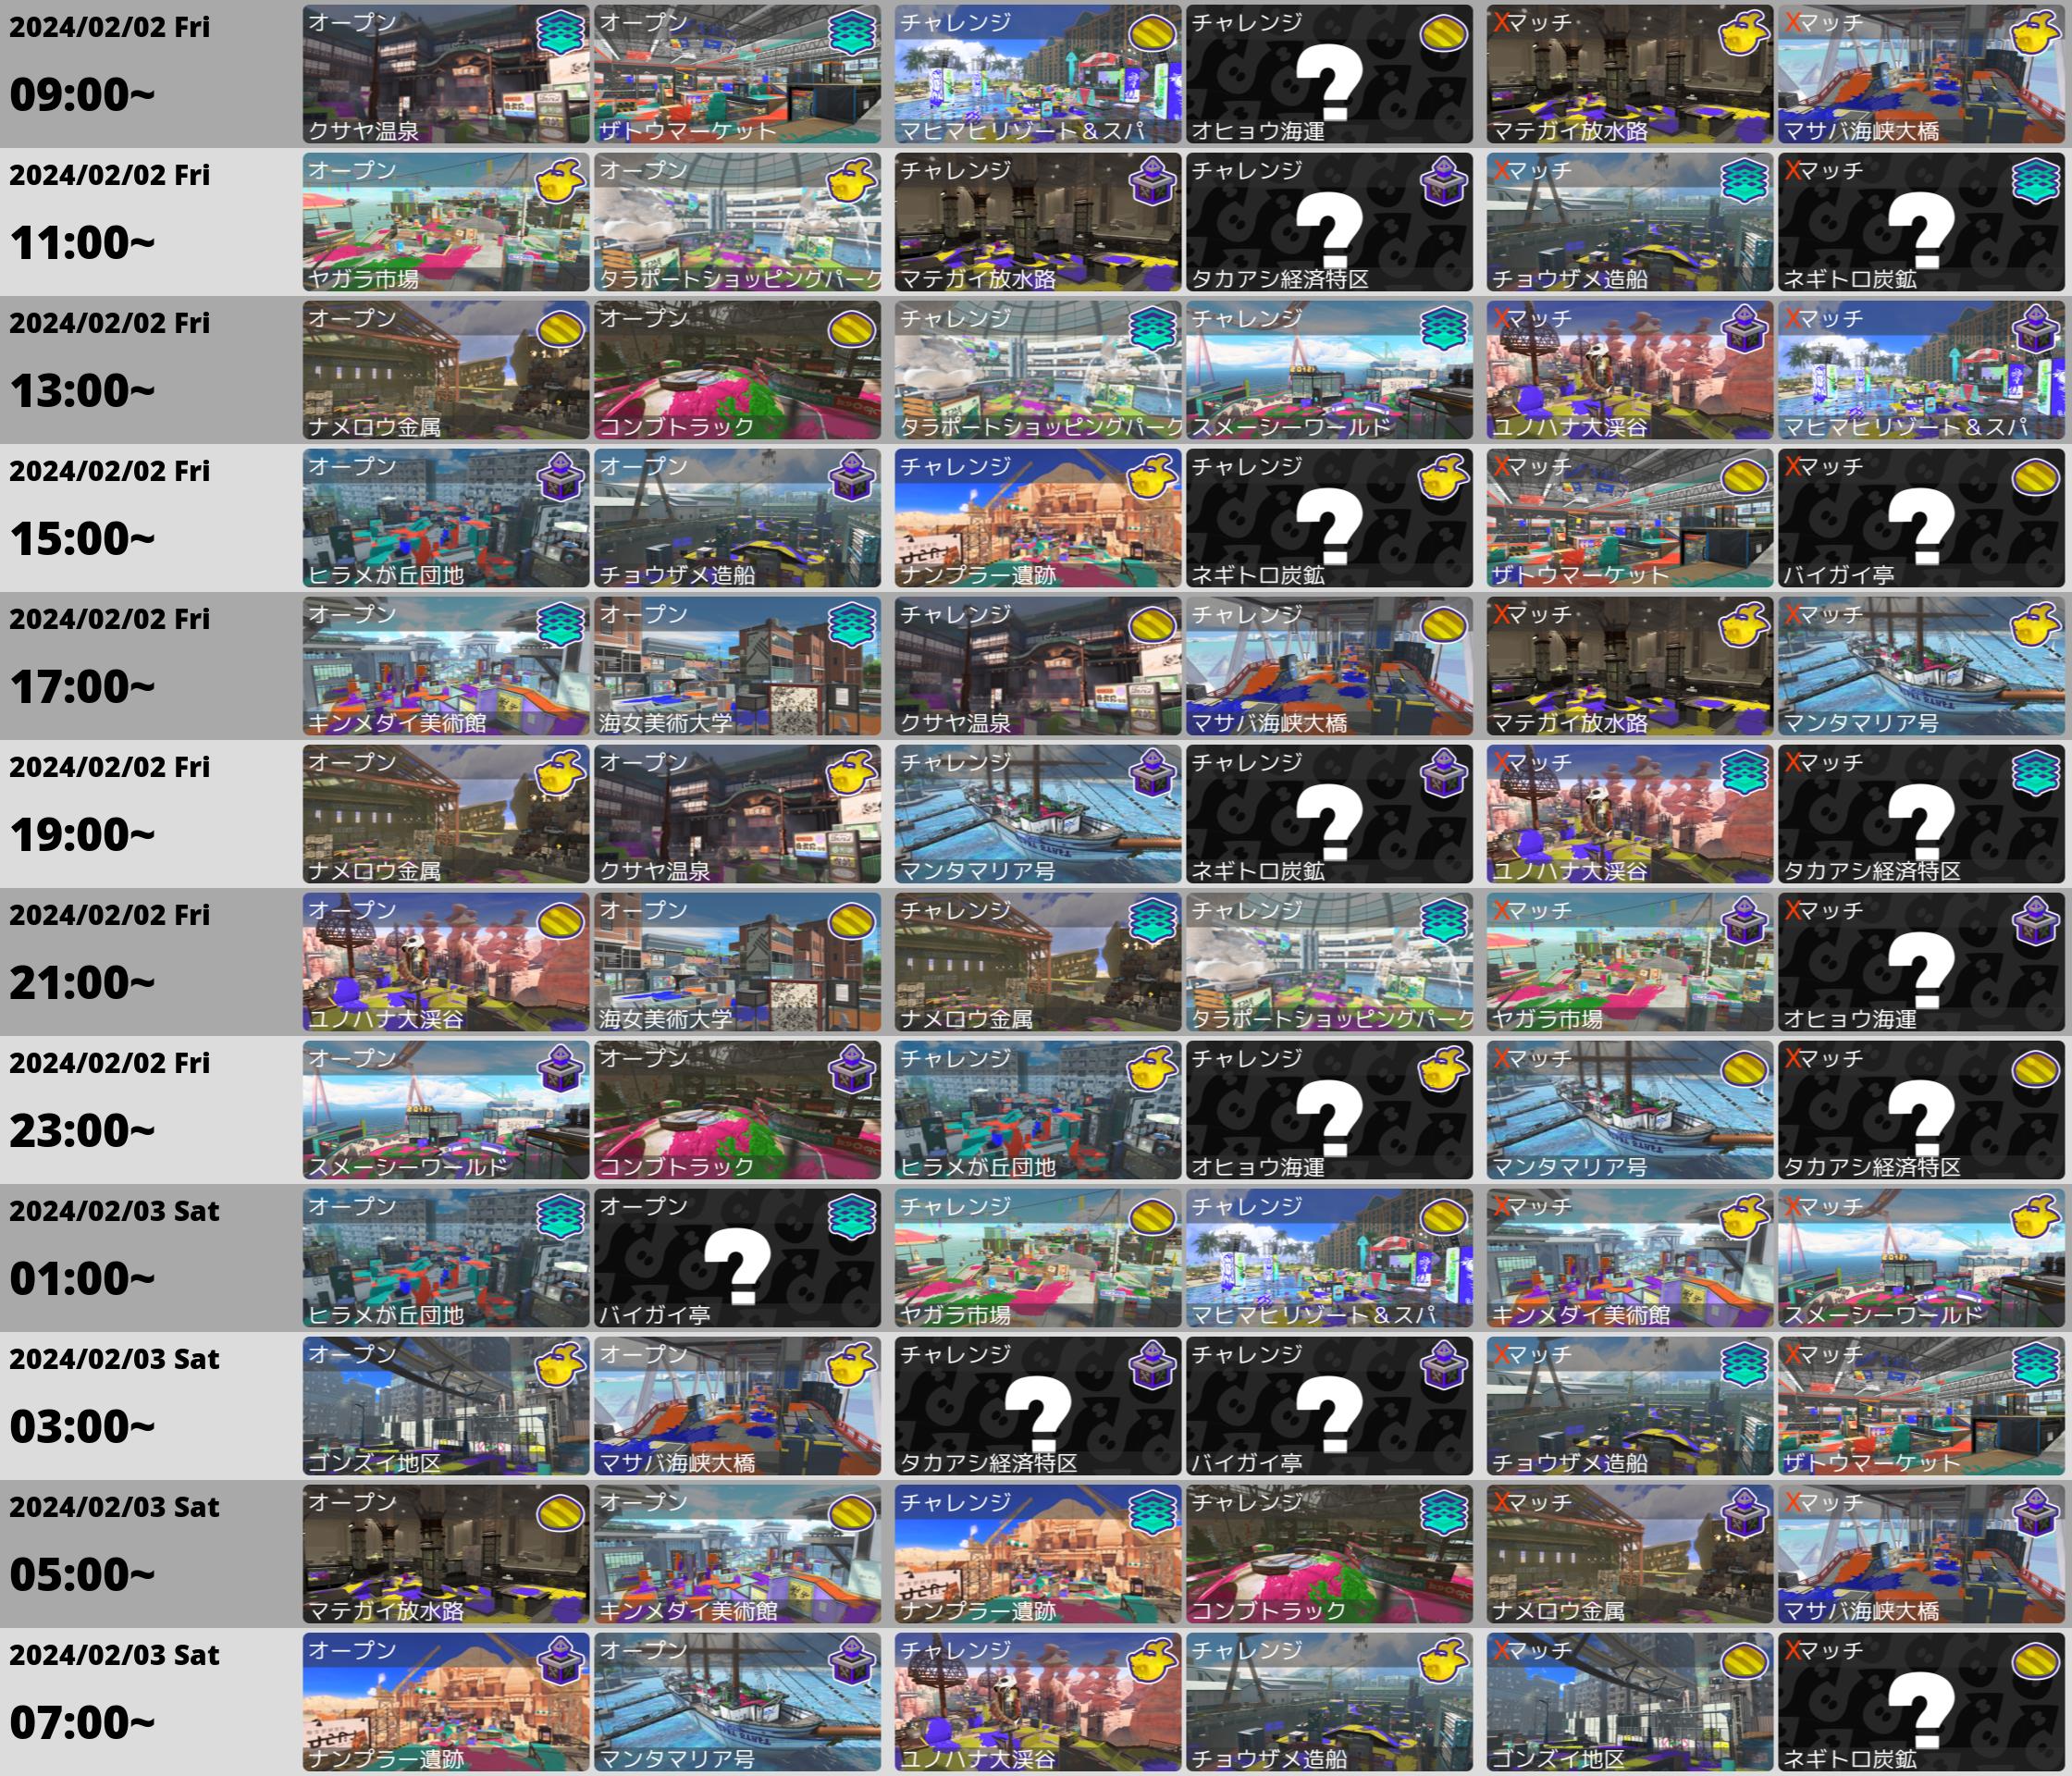 2024/02/02 Fri
09:00~
オープン
クサヤ温泉
オープン
ザトウマーケット
チャレンジ
マヒマヒリゾート＆スパ
チャレンジ
?
オヒョウ海運
Xマッチ
マテガイ放水路
Xマッチ
マサバ海峡大橋
2024/02/02 Fri
11:00~
オープン
ヤガラ市場
オープン
タラポートショッピングパーク
チャレンジ
マテガイ放水路
チャレンジ
?
タカアシ経済特区
Xマッチ
チョウザメ造船
Xマッチ
?
ネギトロ炭鉱
2024/02/02 Fri
13:00~
オープン
ナメロウ金属
オープン
コンブトラック
チャレンジ
タラポートショッピングパーク
チャレンジ
スメーシーワールド
Xマッチ
ユノハナ大渓谷
Xマッチ
マヒマヒリゾート＆スパ
2024/02/02 Fri
15:00~
オープン
ヒラメが丘団地
オープン
チョウザメ造船
チャレンジ
ナンプラー遺跡
チャレンジ
?
ネギトロ炭鉱
Xマッチ
ザトウマーケット
Xマッチ
?
バイガイ亭
2024/02/02 Fri
17:00~
オープン
キンメダイ美術館
オープン
海女美術大学
チャレンジ
クサヤ温泉
チャレンジ
マサバ海峡大橋
Xマッチ
マテガイ放水路
Xマッチ
マンタマリア号
2024/02/02 Fri
19:00~
オープン
ナメロウ金属
オープン
クサヤ温泉
チャレンジ
マンタマリア号
チャレンジ
?
ネギトロ炭鉱
Xマッチ
ユノハナ大渓谷
Xマッチ
?
タカアシ経済特区
2024/02/02 Fri
21:00~
オープン
ユノハナ大渓谷
オープン
海女美術大学
チャレンジ
ナメロウ金属
チャレンジ
タラポートショッピングパーク
Xマッチ
ヤガラ市場
Xマッチ
?
オヒョウ海運
2024/02/02 Fri
23:00~
オープン
スメーシーワールド
オープン
コンブトラック
チャレンジ
ヒラメが丘団地
チャレンジ
?
オヒョウ海運
Xマッチ
マンタマリア号
Xマッチ
?
タカアシ経済特区
2024/02/03 Sat
01:00~
オープン
ヒラメが丘団地
オープン
?
バイガイ亭
チャレンジ
ヤガラ市場
チャレンジ
マヒマヒリゾート＆スパ
Xマッチ
キンメダイ美術館
Xマッチ
スメーシーワールド
2024/02/03 Sat
03:00~
オープン
ゴンズイ地区
オープン
マサバ海峡大橋
チャレンジ
?
タカアシ経済特区
チャレンジ
?
バイガイ亭
Xマッチ
チョウザメ造船
Xマッチ
ザトウマーケット
2024/02/03 Sat
05:00~
オープン
マテガイ放水路
オープン
キンメダイ美術館
チャレンジ
ナンプラー遺跡
チャレンジ
コンブトラック
Xマッチ
ナメロウ金属
Xマッチ
マサバ海峡大橋
2024/02/03 Sat
07:00~
オープン
ナンプラー遺跡
オープン
マンタマリア号
チャレンジ
ユノハナ大渓谷
チャレンジ
チョウザメ造船
Xマッチ
ゴンズイ地区
Xマッチ
?
ネギトロ炭鉱